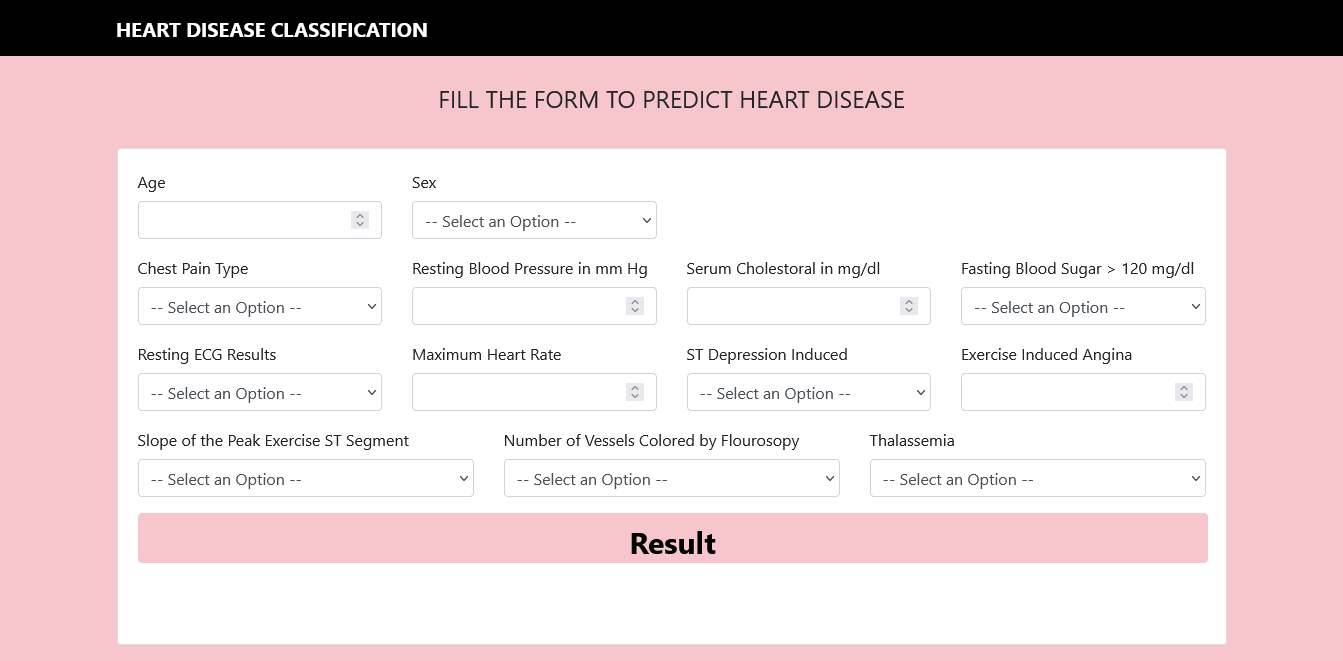 HEART DISEASE CLASSIFICATION
FILL THE FORM TO PREDICT HEART DISEASE
Age Sex
-- Select an Option --
Chest Pain Type Resting Blood Pressure in mm Hg Serum Cholestoral in mg/dl Fasting Blood Sugar > 120 mg/dl
-- Select an Option -- -- Select an Option --
Resting ECG Results Maximum Heart Rate ST Depression Induced Exercise Induced Angina
-- Select an Option -- -- Select an Option --
Slope of the Peak Exercise ST Segment Number of Vessels Colored by Flourosopy Thalassemia
-- Select an Option -- -- Select an Option -- -- Select an Option --
Result